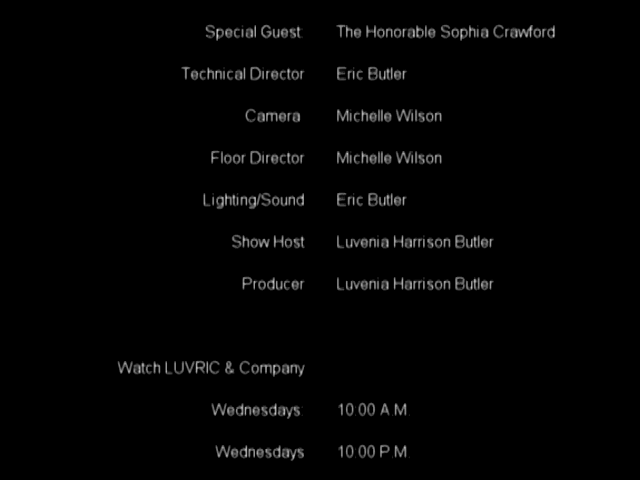 Special Guest The Honorable Sophia Crawford
Technical Director Eric Butler
Camera Michelle Wilson
Floor Director Michelle Wilson
Lighting/Sound Eric Butler
Show Host Luvenia Harrison Butler
Producer Luvenia Harrison Butler
Watch LUVRIC & Company
Wednesdays 10:00 A.M.
Wednesdays 10:00 P.M.